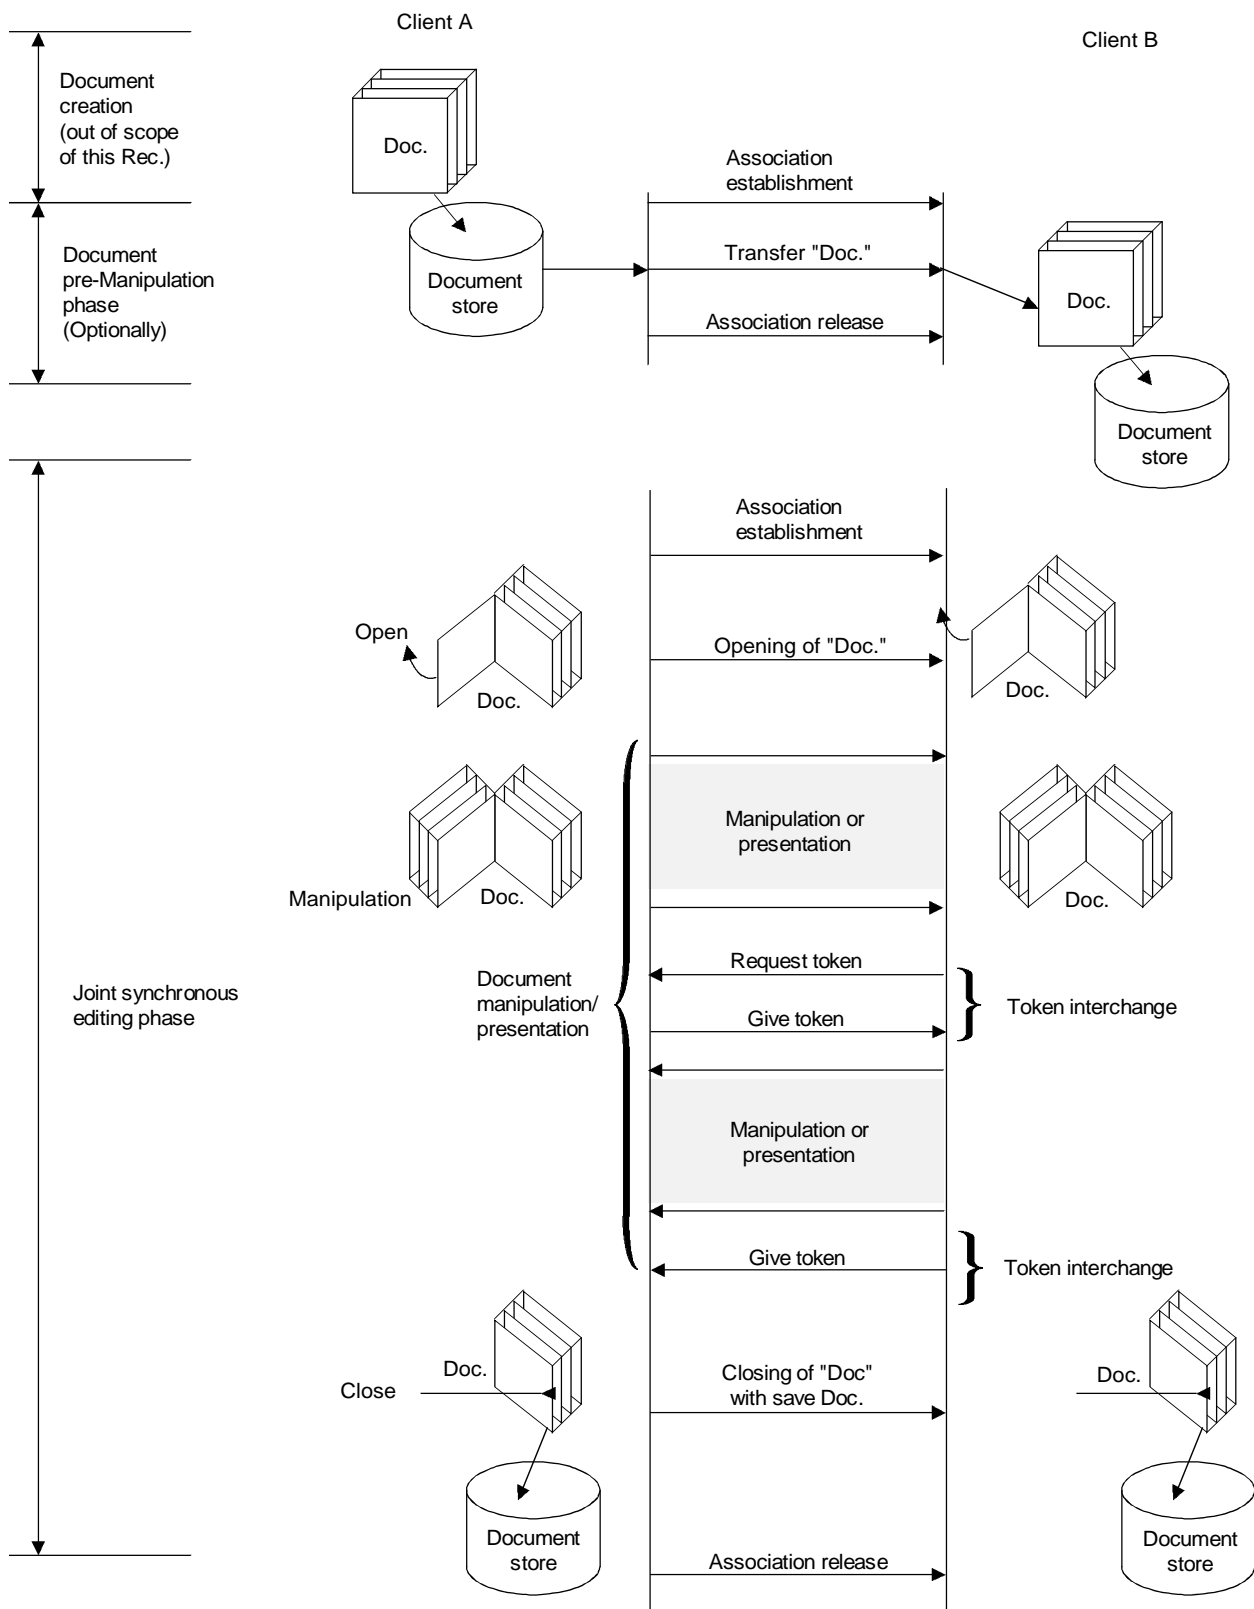 Client A
Client B
Document
creation
(out of scope
of this Rec.)
Doc.
Association
establishment
Document
pre-Manipulation
phase
(Optionally)
Document
store
Transfer "Doc."
Doc.
Association release
Document
store
Association
establishment
Open
Doc.
Opening of "Doc."
Doc.
Manipulation or
presentation
Manipulation
Doc.
Doc.
Joint synchronous
editing phase
Document
manipulation/
presentation
Request token
Give token
Token interchange
Manipulation or
presentation
Give token
Token interchange
Close
Doc.
Closing of "Doc"
with save Doc.
Doc.
Document
store
Association release
Document
store